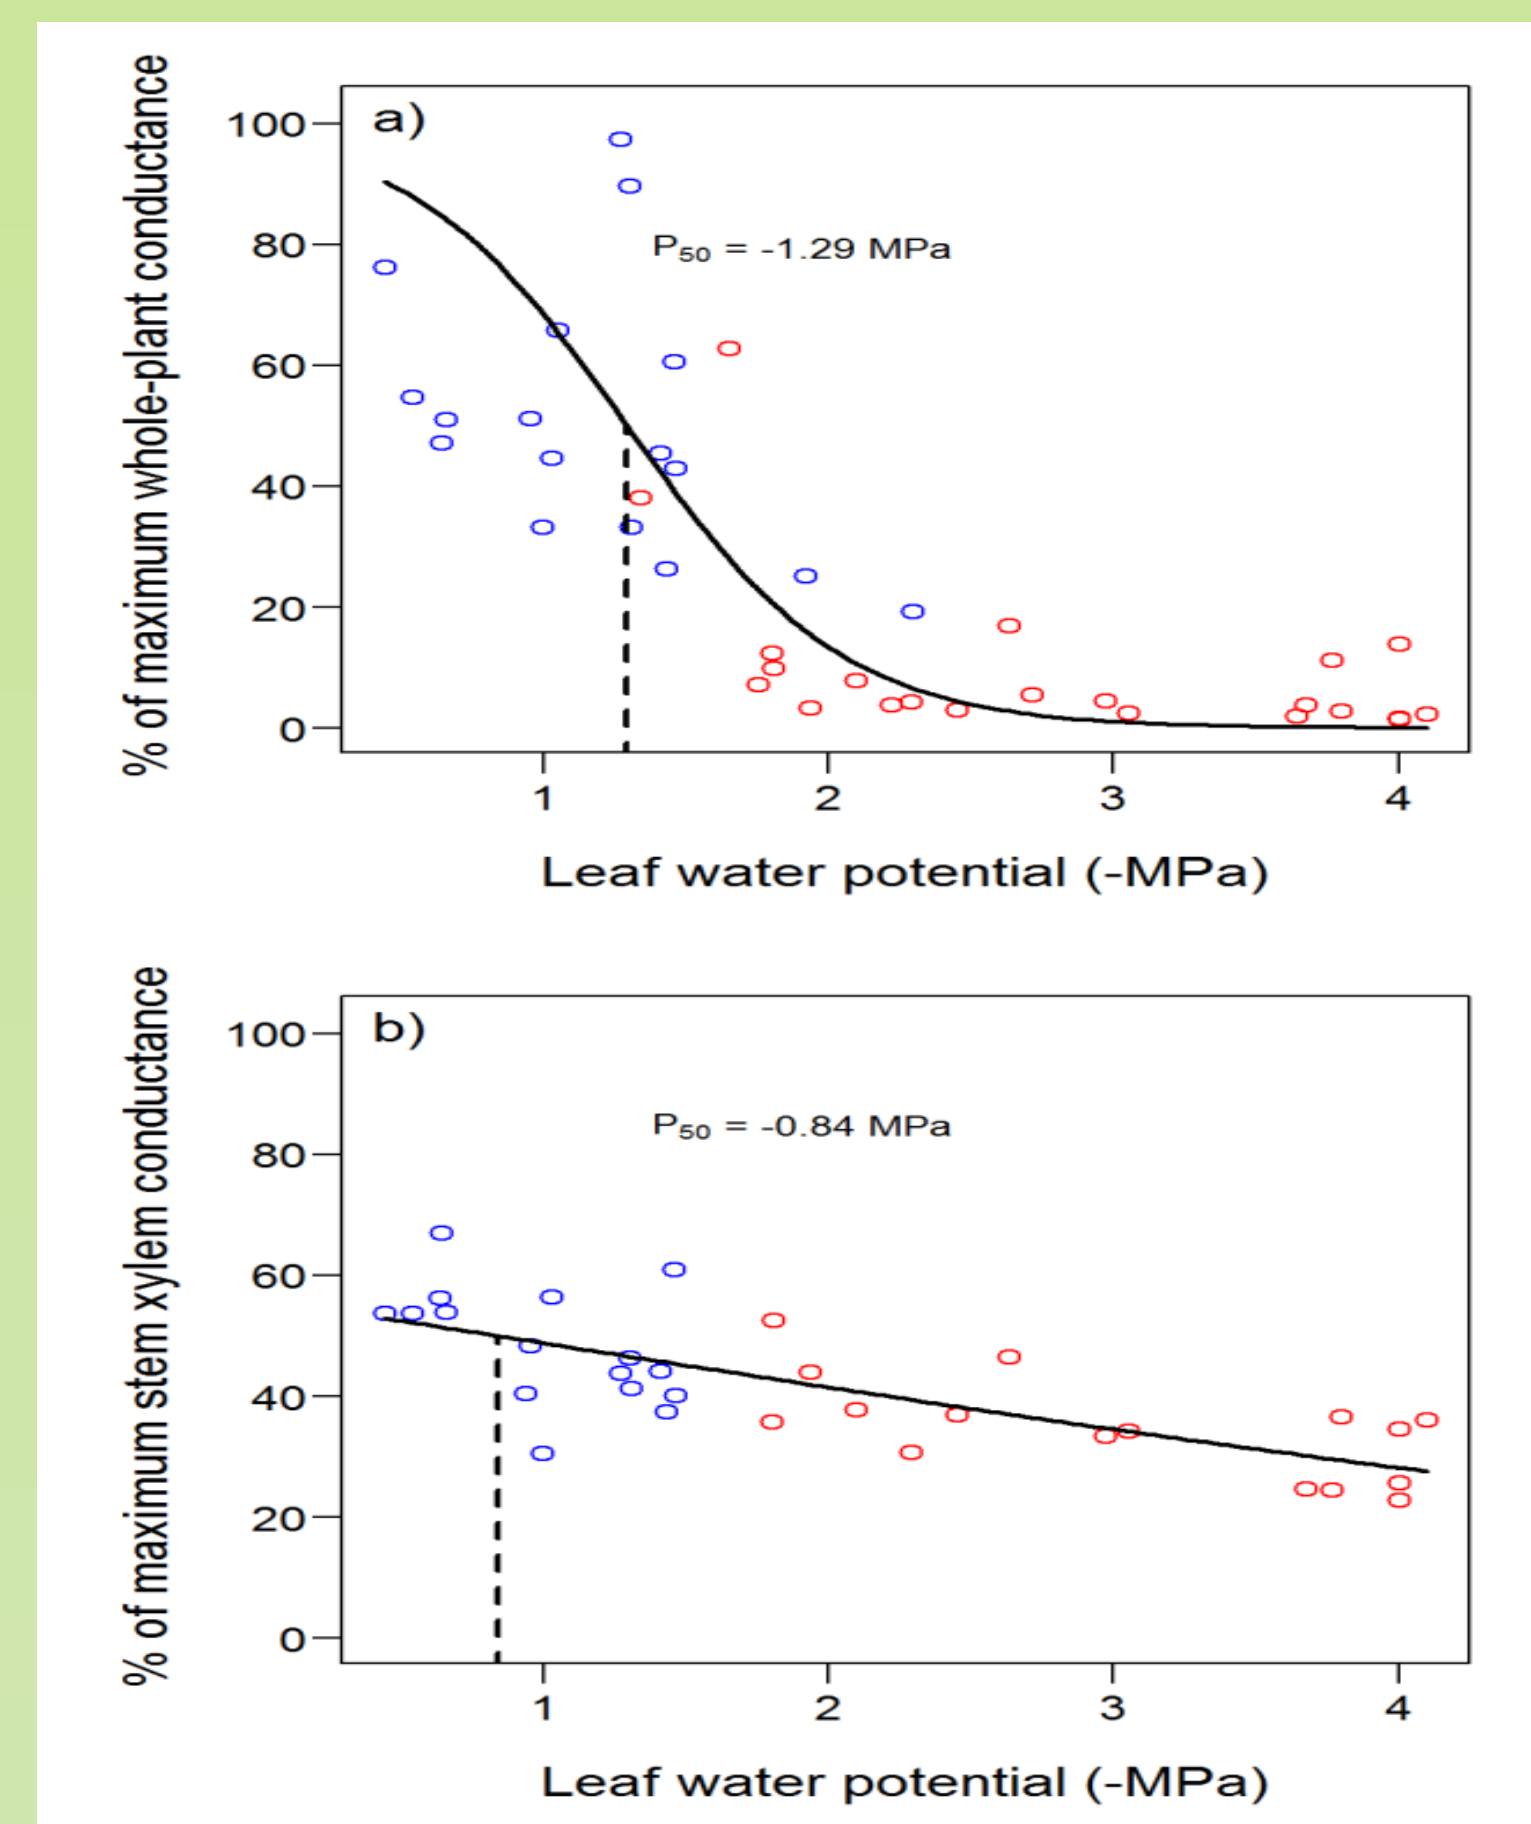 a)
% of maximum whole-plant conductance
100
80
60
40
20
0
P₅₀ = -1.29 MPa
1 2 3 4
Leaf water potential (-MPa)
b)
% of maximum stem xylem conductance
100
80
60
40
20
0
P₅₀ = -0.84 MPa
1 2 3 4
Leaf water potential (-MPa)